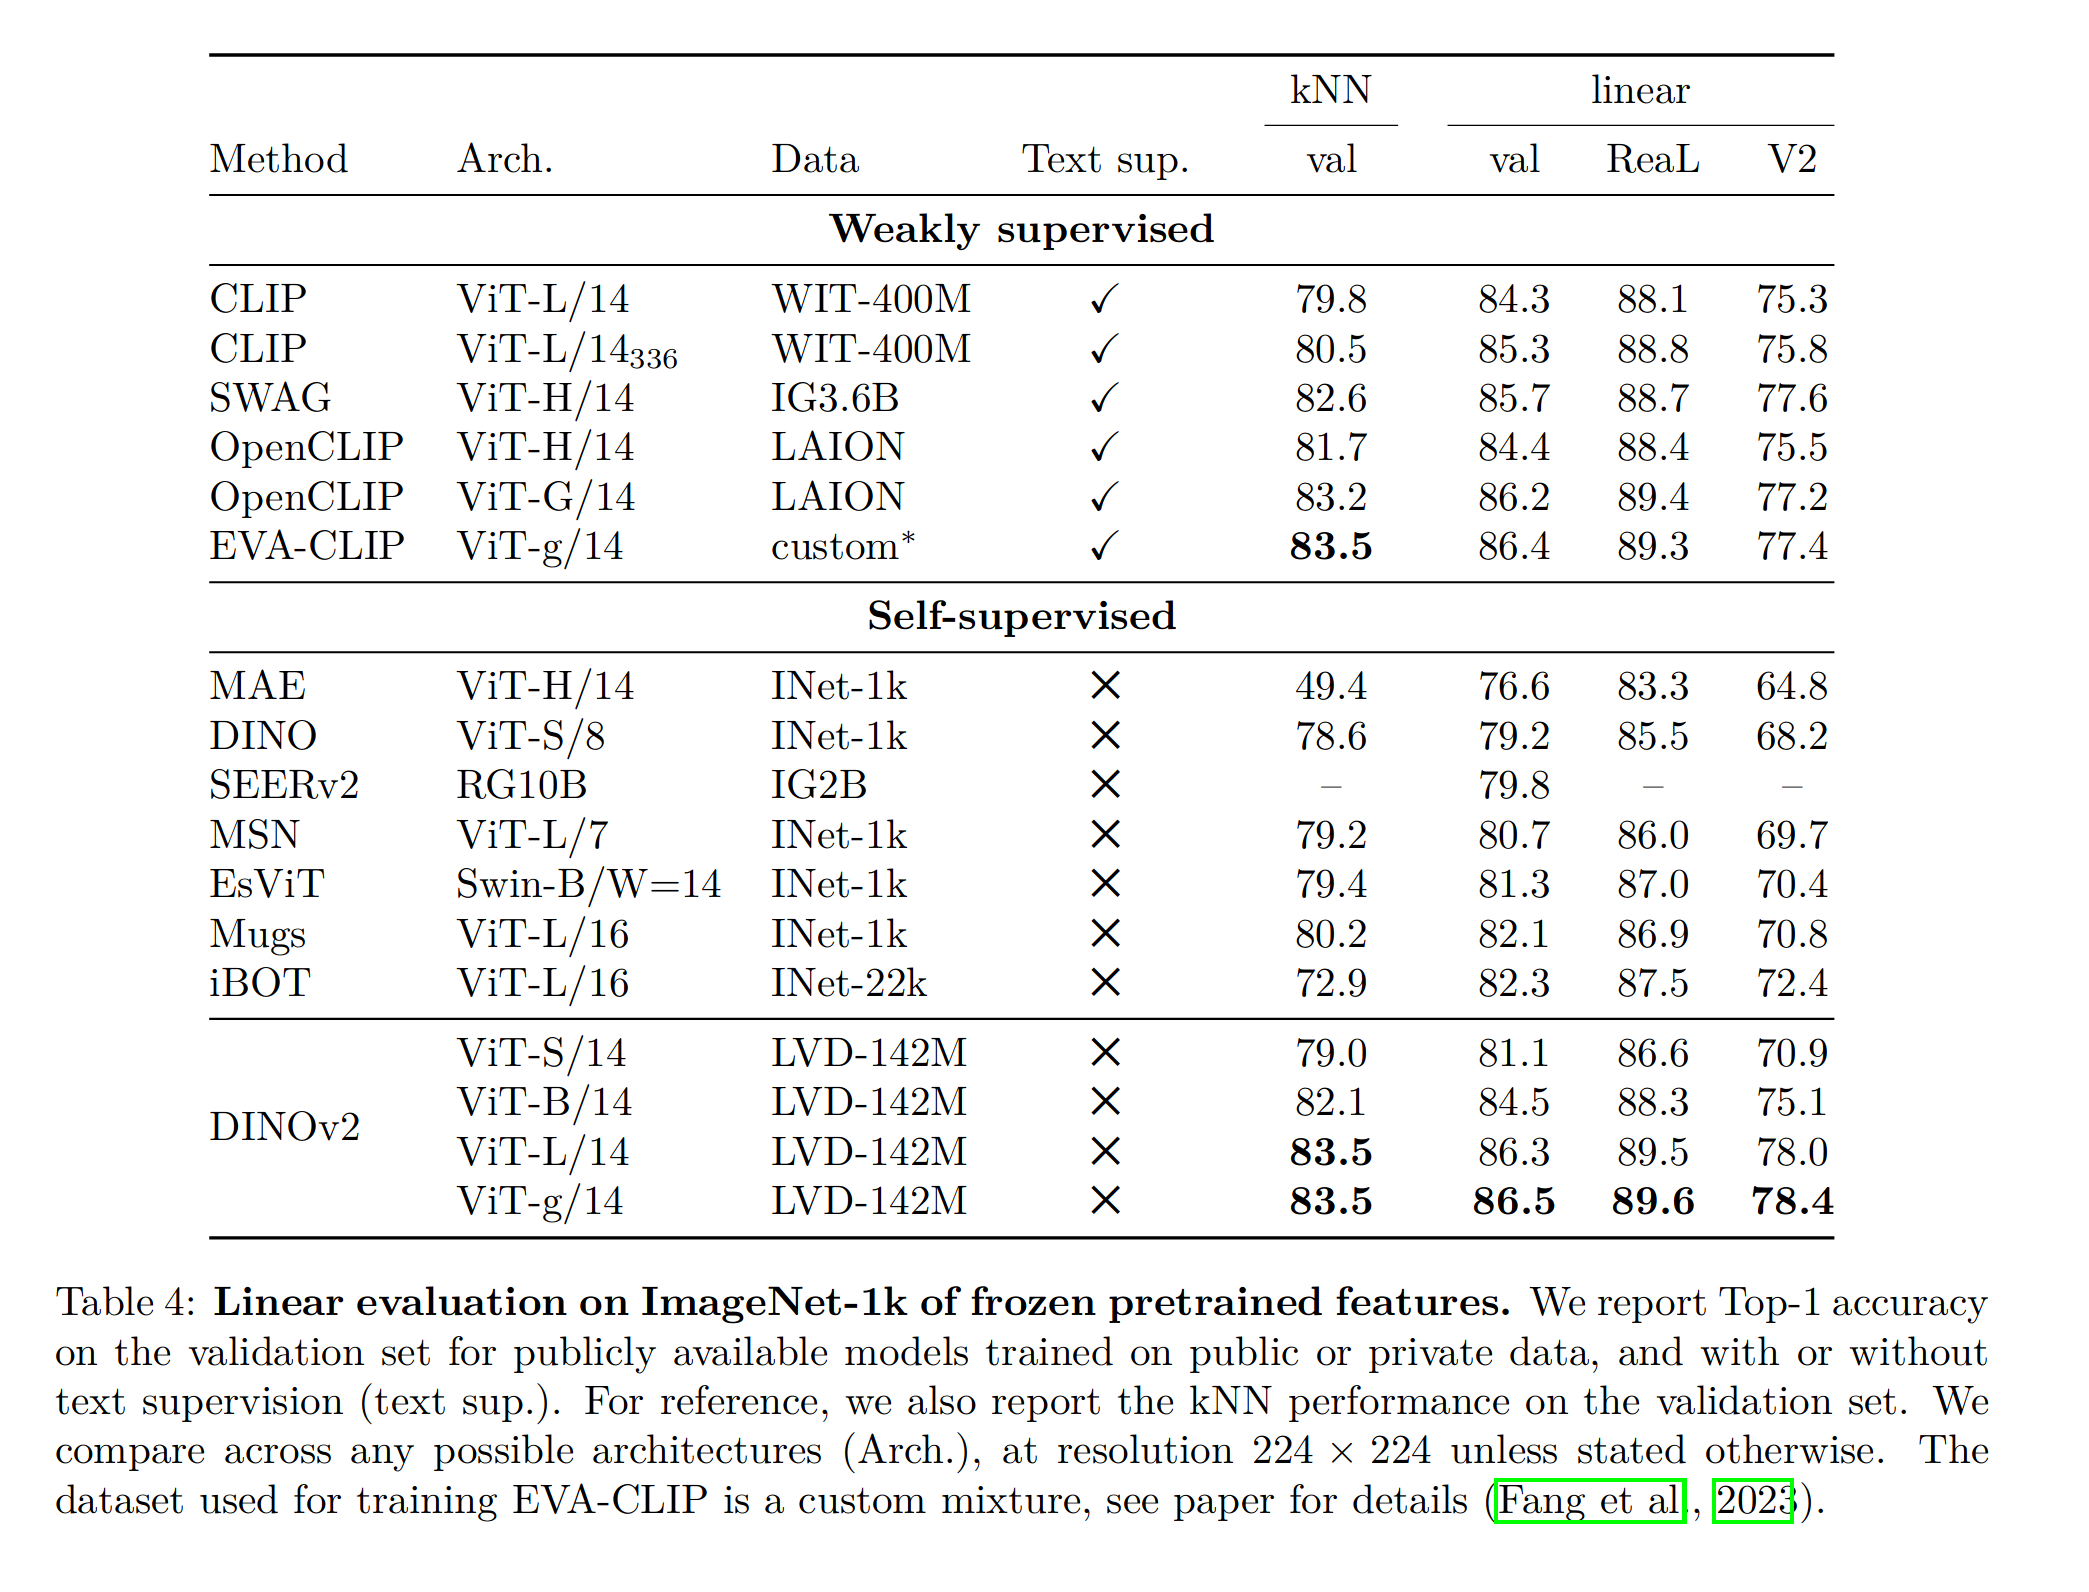 kNN linear
Method Arch. Data Text sup. val val ReaL V2
Weakly supervised
CLIP ViT-L/14 WIT-400M ✓ 79.8 84.3 88.1 75.3
CLIP ViT-L/14₃₃₆ WIT-400M ✓ 80.5 85.3 88.8 75.8
SWAG ViT-H/14 IG3.6B ✓ 82.6 85.7 88.7 77.6
OpenCLIP ViT-H/14 LAION ✓ 81.7 84.4 88.4 75.5
OpenCLIP ViT-G/14 LAION ✓ 83.2 86.2 89.4 77.2
EVA-CLIP ViT-g/14 custom* ✓ 83.5 86.4 89.3 77.4
Self-supervised
MAE ViT-H/14 INet-1k ✕ 49.4 76.6 83.3 64.8
DINO ViT-S/8 INet-1k ✕ 78.6 79.2 85.5 68.2
SEERv2 RG10B IG2B ✕ – 79.8 – –
MSN ViT-L/7 INet-1k ✕ 79.2 80.7 86.0 69.7
EsViT Swin-B/W=14 INet-1k ✕ 79.4 81.3 87.0 70.4
Mugs ViT-L/16 INet-1k ✕ 80.2 82.1 86.9 70.8
iBOT ViT-L/16 INet-22k ✕ 72.9 82.3 87.5 72.4
DINOv2
ViT-S/14 LVD-142M ✕ 79.0 81.1 86.6 70.9
ViT-B/14 LVD-142M ✕ 82.1 84.5 88.3 75.1
ViT-L/14 LVD-142M ✕ 83.5 86.3 89.5 78.0
ViT-g/14 LVD-142M ✕ 83.5 86.5 89.6 78.4
Table 4: Linear evaluation on ImageNet-1k of frozen pretrained features. We report Top-1 accuracy
on the validation set for publicly available models trained on public or private data, and with or without
text supervision (text sup.). For reference, we also report the kNN performance on the validation set. We
compare across any possible architectures (Arch.), at resolution 224 × 224 unless stated otherwise. The
dataset used for training EVA-CLIP is a custom mixture, see paper for details (Fang et al., 2023).